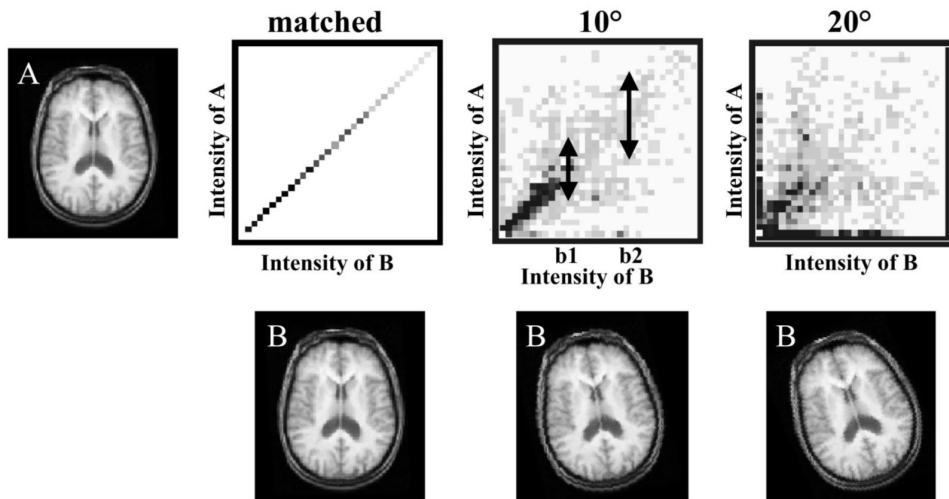 matched
10°
20°
A
Intensity of A
Intensity of A
Intensity of A
b1
b2
Intensity of B
Intensity of B
Intensity of B
B
B
B